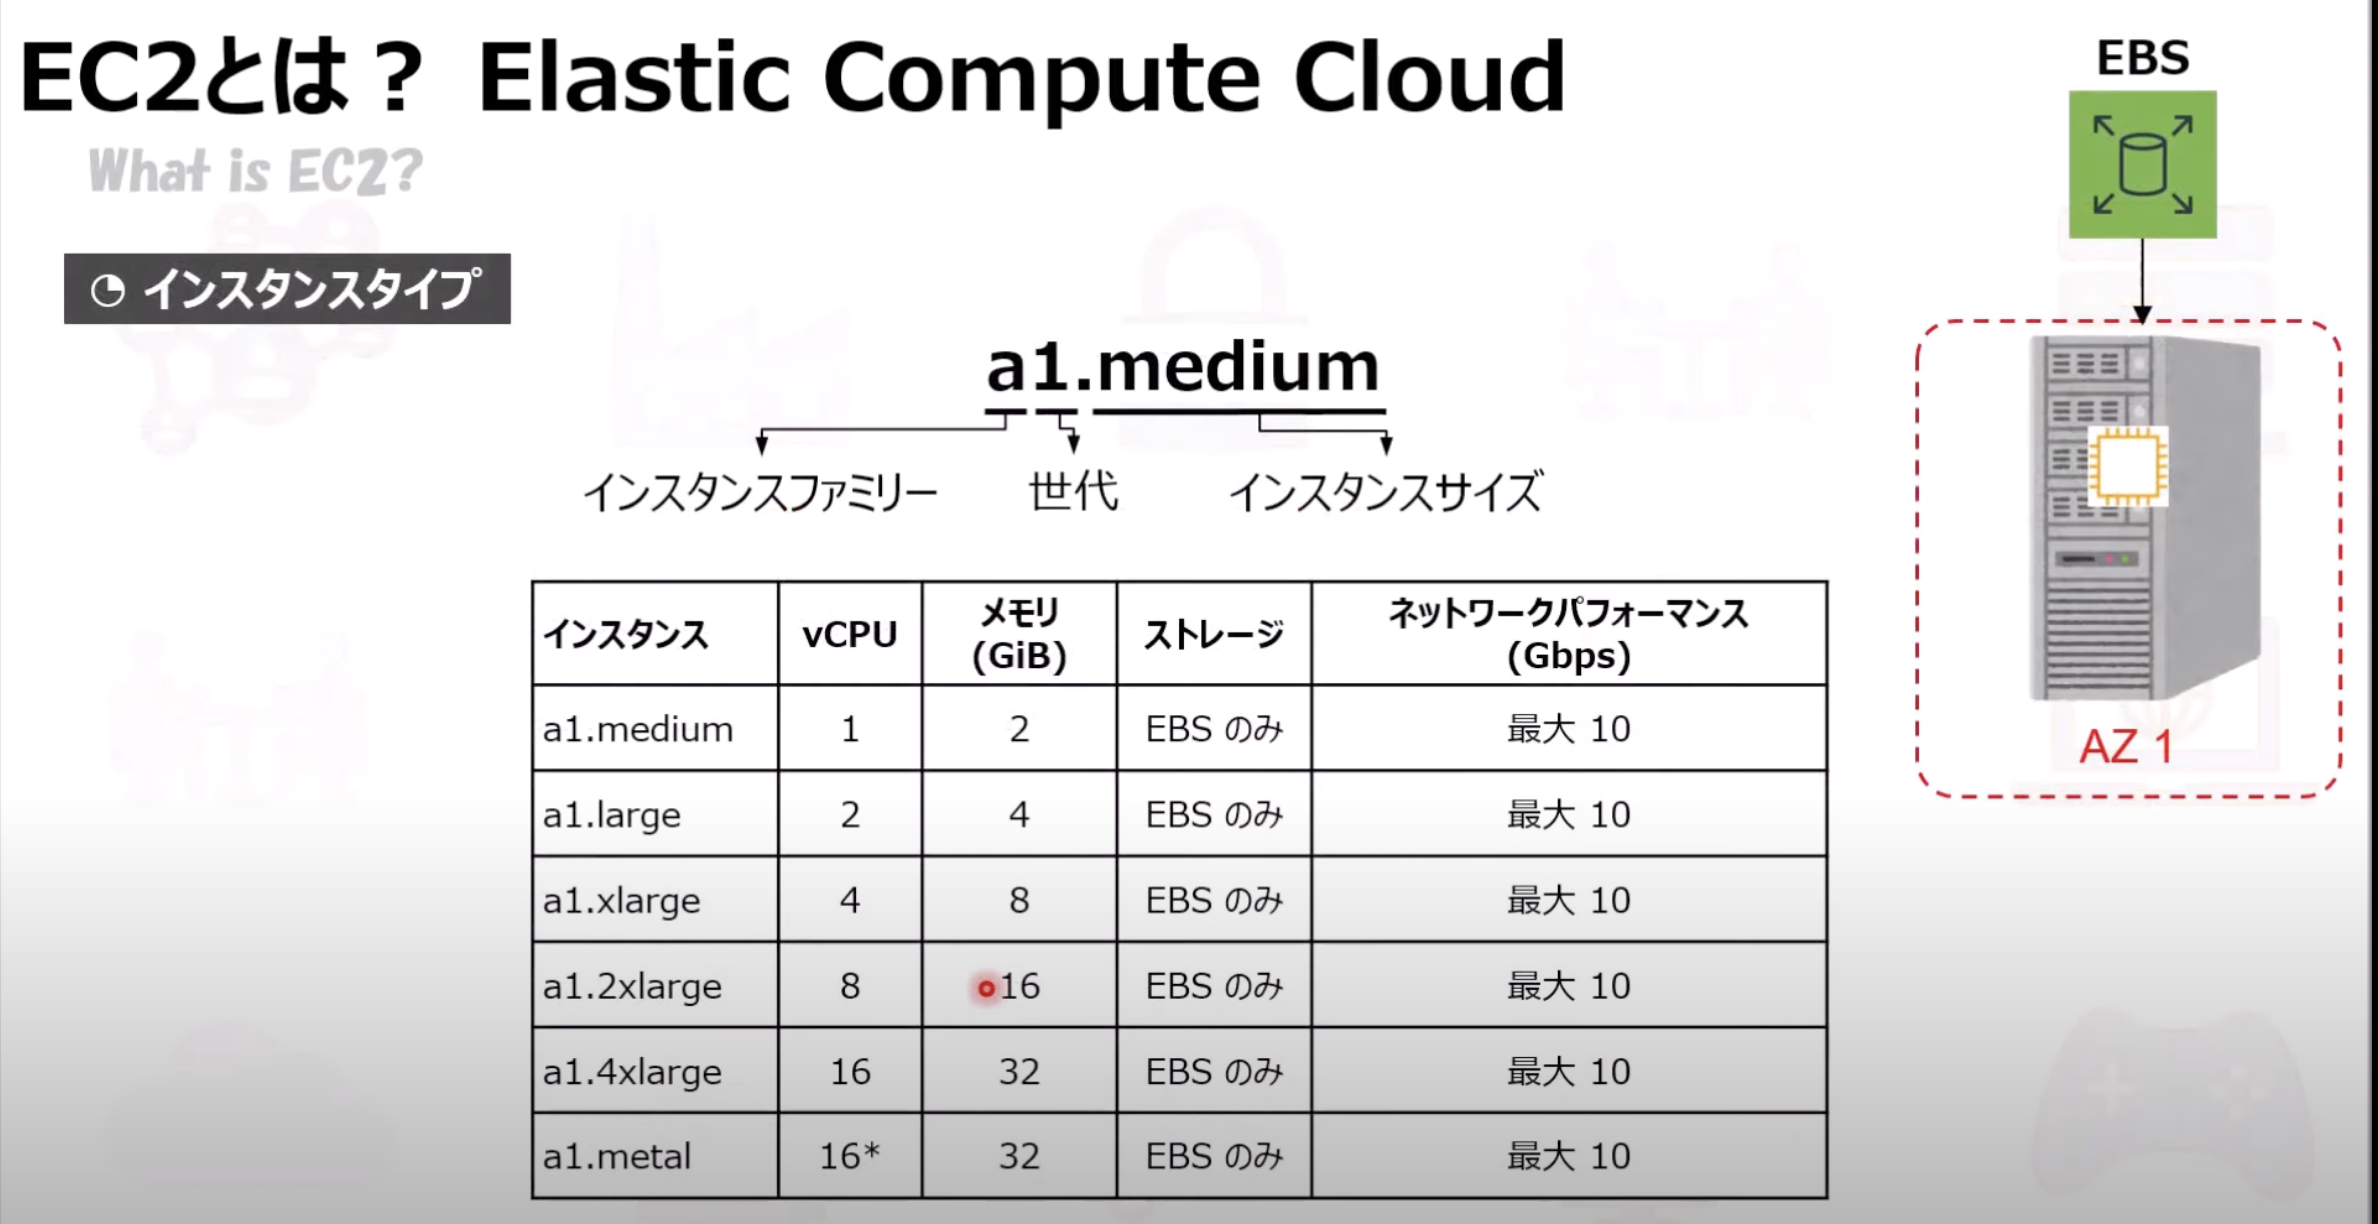 EC2とは？ Elastic Compute Cloud
What is EC2?
インスタンスタイプ
a1.medium
インスタンスファミリー 世代 インスタンスサイズ
インスタンス vCPU メモリ (GiB) ストレージ ネットワークパフォーマンス (Gbps)
a1.medium 1 2 EBS のみ 最大 10
a1.large 2 4 EBS のみ 最大 10
a1.xlarge 4 8 EBS のみ 最大 10
a1.2xlarge 8 16 EBS のみ 最大 10
a1.4xlarge 16 32 EBS のみ 最大 10
a1.metal 16* 32 EBS のみ 最大 10
EBS
AZ 1